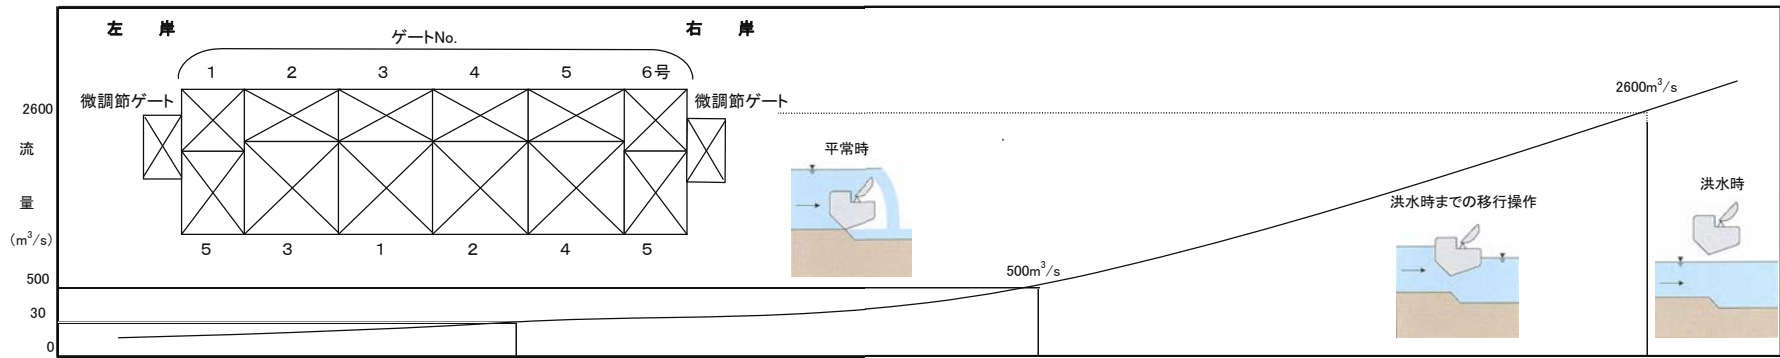 左　岸
右　岸
ゲートNo.
1 2 3 4 5 6号
微調節ゲート
微調節ゲート
5 3 1 2 4 5
2600
流
量
(m³/s)
500
30
0
平常時
500m³/s
洪水時までの移行操作
2600m³/s
洪水時